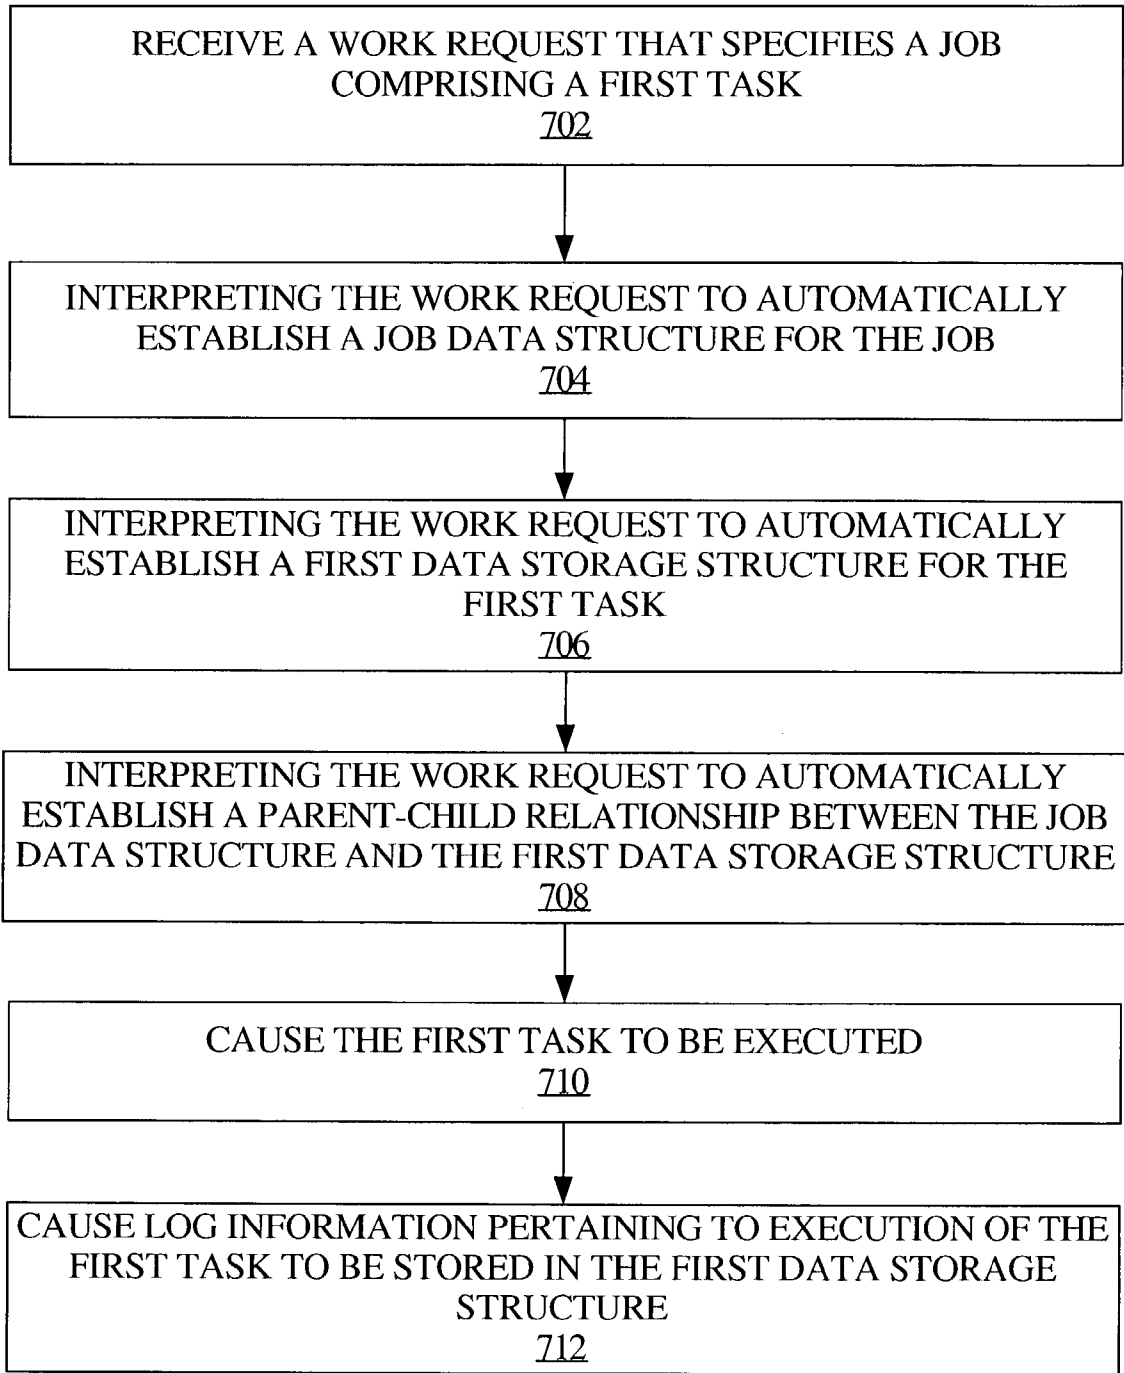 RECEIVE A WORK REQUEST THAT SPECIFIES A JOB
COMPRISING A FIRST TASK
702
INTERPRETING THE WORK REQUEST TO AUTOMATICALLY
ESTABLISH A JOB DATA STRUCTURE FOR THE JOB
704
INTERPRETING THE WORK REQUEST TO AUTOMATICALLY
ESTABLISH A FIRST DATA STORAGE STRUCTURE FOR THE
FIRST TASK
706
INTERPRETING THE WORK REQUEST TO AUTOMATICALLY
ESTABLISH A PARENT-CHILD RELATIONSHIP BETWEEN THE JOB
DATA STRUCTURE AND THE FIRST DATA STORAGE STRUCTURE
708
CAUSE THE FIRST TASK TO BE EXECUTED
710
CAUSE LOG INFORMATION PERTAINING TO EXECUTION OF THE
FIRST TASK TO BE STORED IN THE FIRST DATA STORAGE
STRUCTURE
712